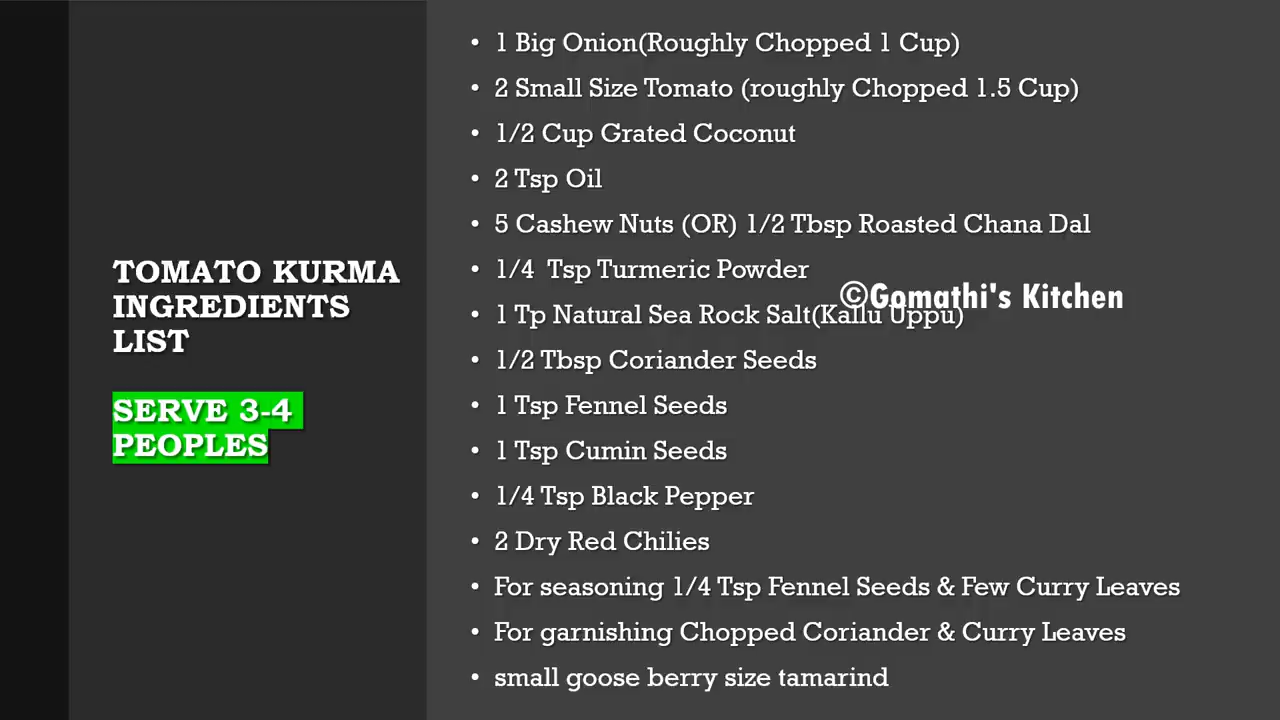 TOMATO KURMA
INGREDIENTS
LIST
SERVE 3-4
PEOPLES
• 1 Big Onion(Roughly Chopped 1 Cup)
• 2 Small Size Tomato (roughly Chopped 1.5 Cup)
• 1/2 Cup Grated Coconut
• 2 Tsp Oil
• 5 Cashew Nuts (OR) 1/2 Tbsp Roasted Chana Dal
• 1/4 Tsp Turmeric Powder
©Gomathi's Kitchen
• 1 Tp Natural Sea Rock Salt(Kallu Uppu)
• 1/2 Tbsp Coriander Seeds
• 1 Tsp Fennel Seeds
• 1 Tsp Cumin Seeds
• 1/4 Tsp Black Pepper
• 2 Dry Red Chilies
• For seasoning 1/4 Tsp Fennel Seeds & Few Curry Leaves
• For garnishing Chopped Coriander & Curry Leaves
• small goose berry size tamarind